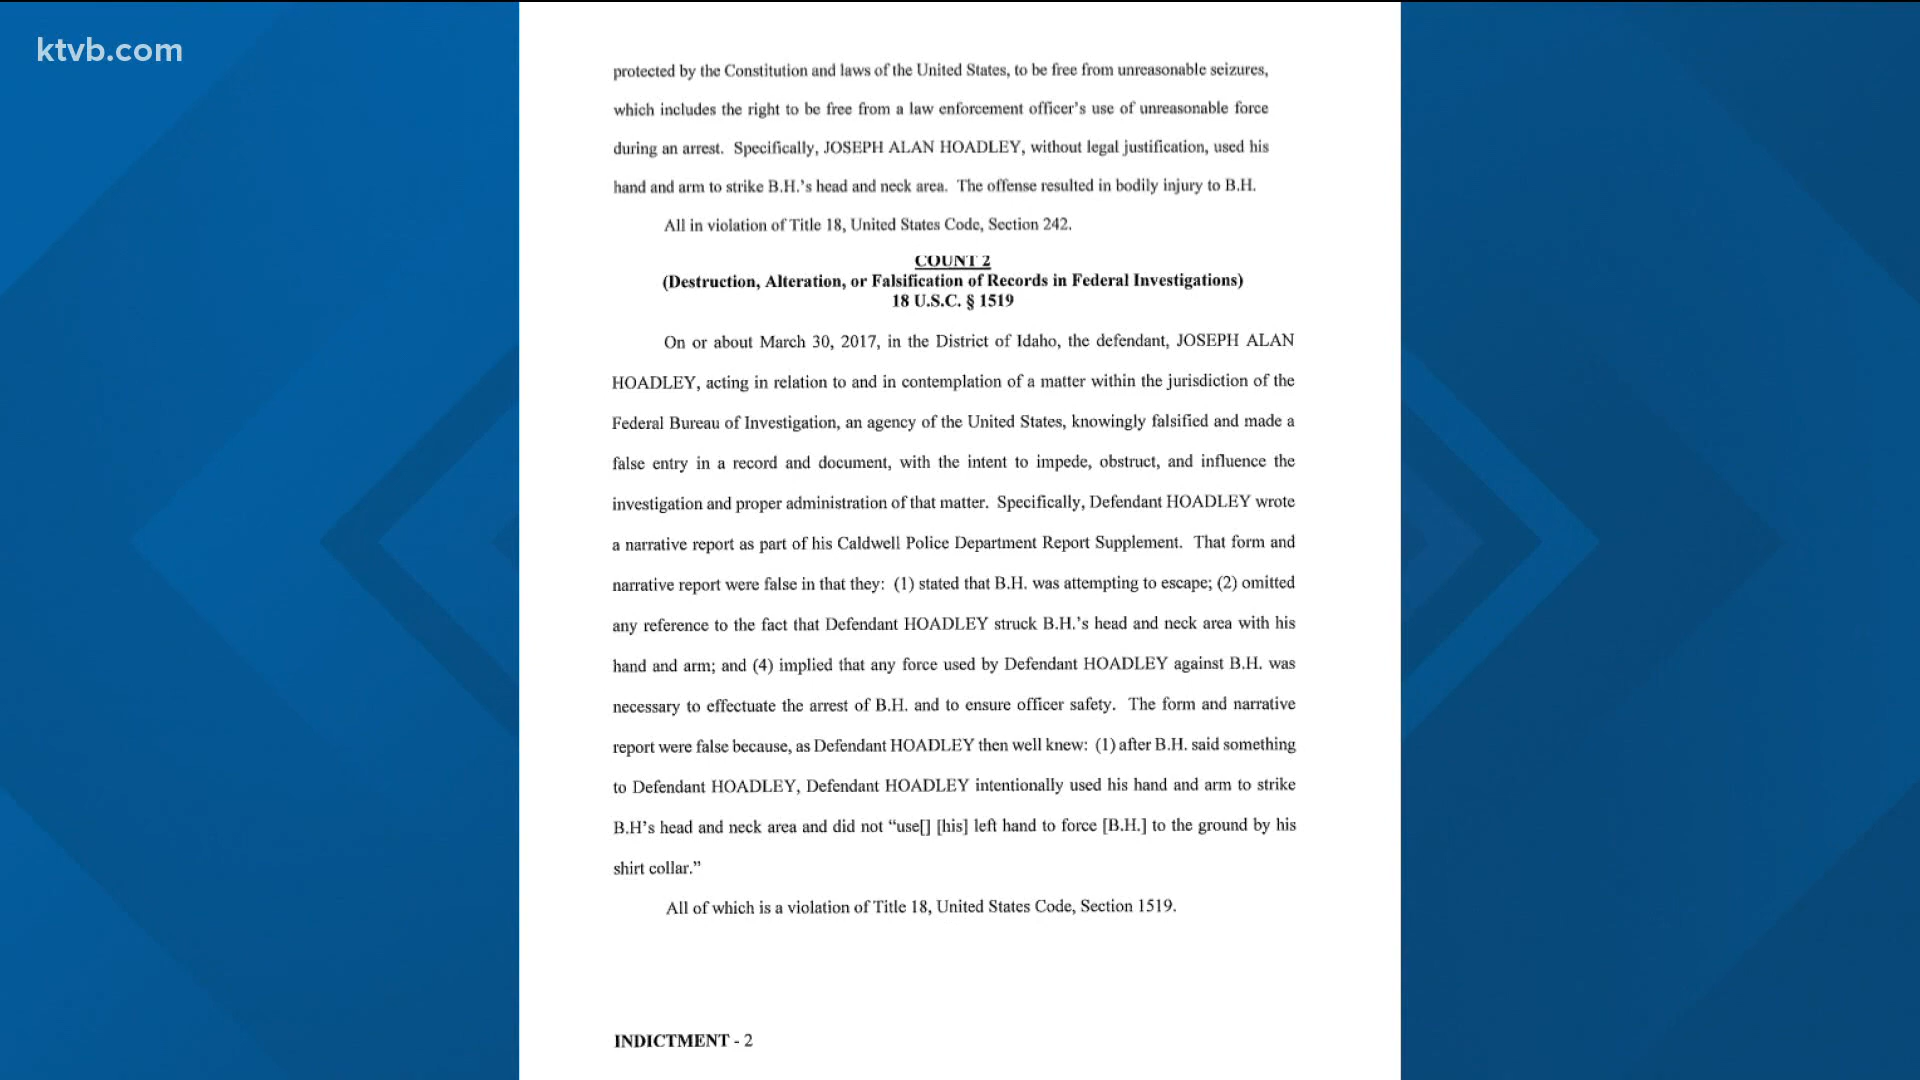 ktvb.com
protected by the Constitution and laws of the United States, to be free from unreasonable seizures,
which includes the right to be free from a law enforcement officer's use of unreasonable force
during an arrest. Specifically, JOSEPH ALAN HOADLEY, without legal justification, used his
hand and arm to strike B.H.'s head and neck area. The offense resulted in bodily injury to B.H.
All in violation of Title 18, United States Code, Section 242.
COUNT 2
(Destruction, Alteration, or Falsification of Records in Federal Investigations)
18 U.S.C. § 1519
On or about March 30, 2017, in the District of Idaho, the defendant, JOSEPH ALAN
HOADLEY, acting in relation to and in contemplation of a matter within the jurisdiction of the
Federal Bureau of Investigation, an agency of the United States, knowingly falsified and made a
false entry in a record and document, with the intent to impede, obstruct, and influence the
investigation and proper administration of that matter. Specifically, Defendant HOADLEY wrote
a narrative report as part of his Caldwell Police Department Report Supplement. That form and
narrative report were false in that they: (1) stated that B.H. was attempting to escape; (2) omitted
any reference to the fact that Defendant HOADLEY struck B.H.'s head and neck area with his
hand and arm; and (4) implied that any force used by Defendant HOADLEY against B.H. was
necessary to effectuate the arrest of B.H. and to ensure officer safety. The form and narrative
report were false because, as Defendant HOADLEY then well knew: (1) after B.H. said something
to Defendant HOADLEY, Defendant HOADLEY intentionally used his hand and arm to strike
B.H's head and neck area and did not “use[] [his] left hand to force [B.H.] to the ground by his
shirt collar.”
All of which is a violation of Title 18, United States Code, Section 1519.
INDICTMENT - 2